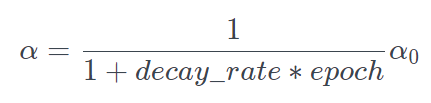 α = 1 / (1 + decay_rate * epoch) α₀